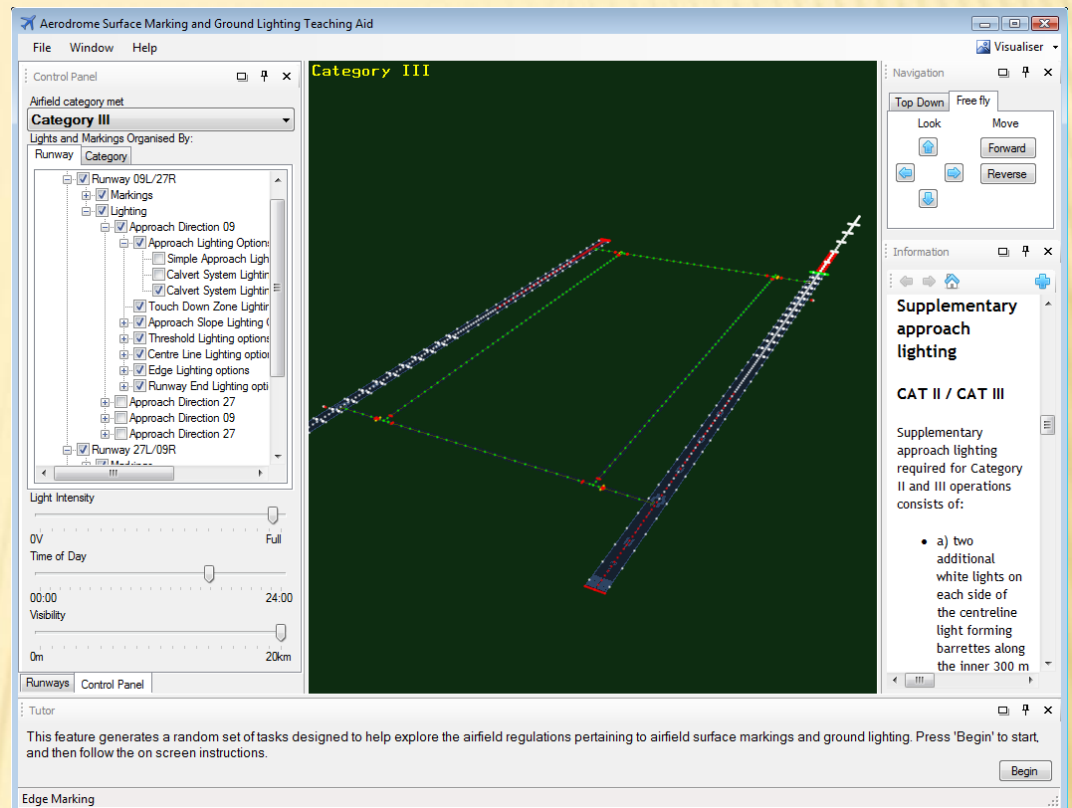 Aerodrome Surface Marking and Ground Lighting Teaching Aid
File Window Help
Visualiser
Control Panel
Airfield category met
Category III
Lights and Markings Organised By:
Runway Category
Runway 09L/27R
Markings
Lighting
Approach Direction 09
Approach Lighting Option
Simple Approach Ligh
Calvert System Lightin
Calvert System Lightin
Touch Down Zone Lightin
Approach Slope Lighting
Threshold Lighting options
Centre Line Lighting optio
Edge Lighting options
Runway End Lighting opti
Approach Direction 27
Approach Direction 09
Approach Direction 27
Runway 27L/09R
Markings
Light Intensity
0V Full
Time of Day
00:00 24:00
Visibility
0m 20km
Runways Control Panel
Category III
Navigation
Top Down Free fly
Look Move
Forward
Reverse
Information
Supplementary
approach
lighting
CAT II / CAT III
Supplementary
approach lighting
required for Category
II and III operations
consists of:
a) two
additional
white lights on
each side of
the centreline
light forming
barrettes along
the inner 300 m
Tutor
This feature generates a random set of tasks designed to help explore the airfield regulations pertaining to airfield surface markings and ground lighting. Press 'Begin' to start,
and then follow the on screen instructions.
Begin
Edge Marking